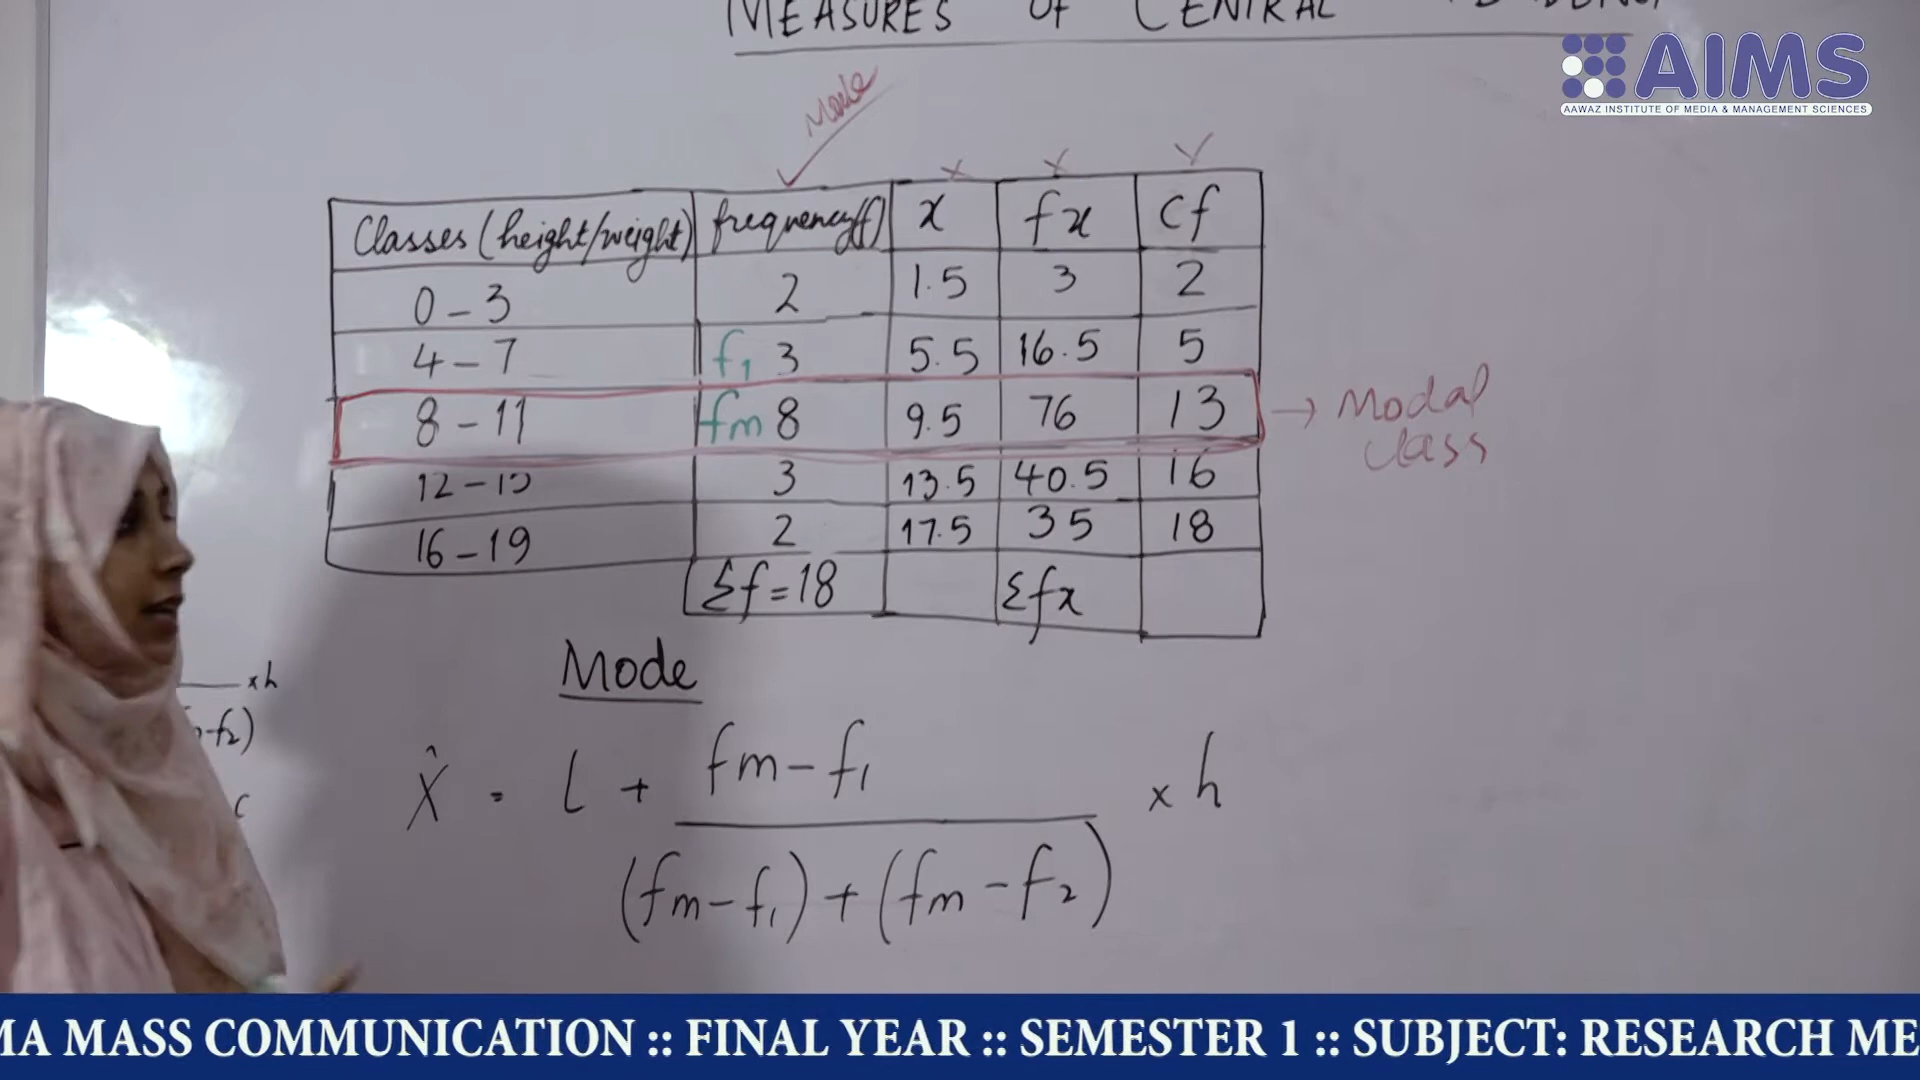 MEASURES OF CENTRAL TENDENCY
AIMS
AAWAZ INSTITUTE OF MEDIA & MANAGEMENT SCIENCES
Mode
Classes (height/weight) frequency(f) x fx cf
0 – 3 2 1.5 3 2
4 – 7 f1 3 5.5 16.5 5
8 – 11 fm 8 9.5 76 13 → Modal class
12 – 15 3 13.5 40.5 16
16 – 19 2 17.5 35 18
Σf = 18 Σfx
Mode
X̂ = l + fm – f1 × h
(fm – f1) + (fm – f2)
× h
-f2)
c
MA MASS COMMUNICATION :: FINAL YEAR :: SEMESTER 1 :: SUBJECT: RESEARCH ME